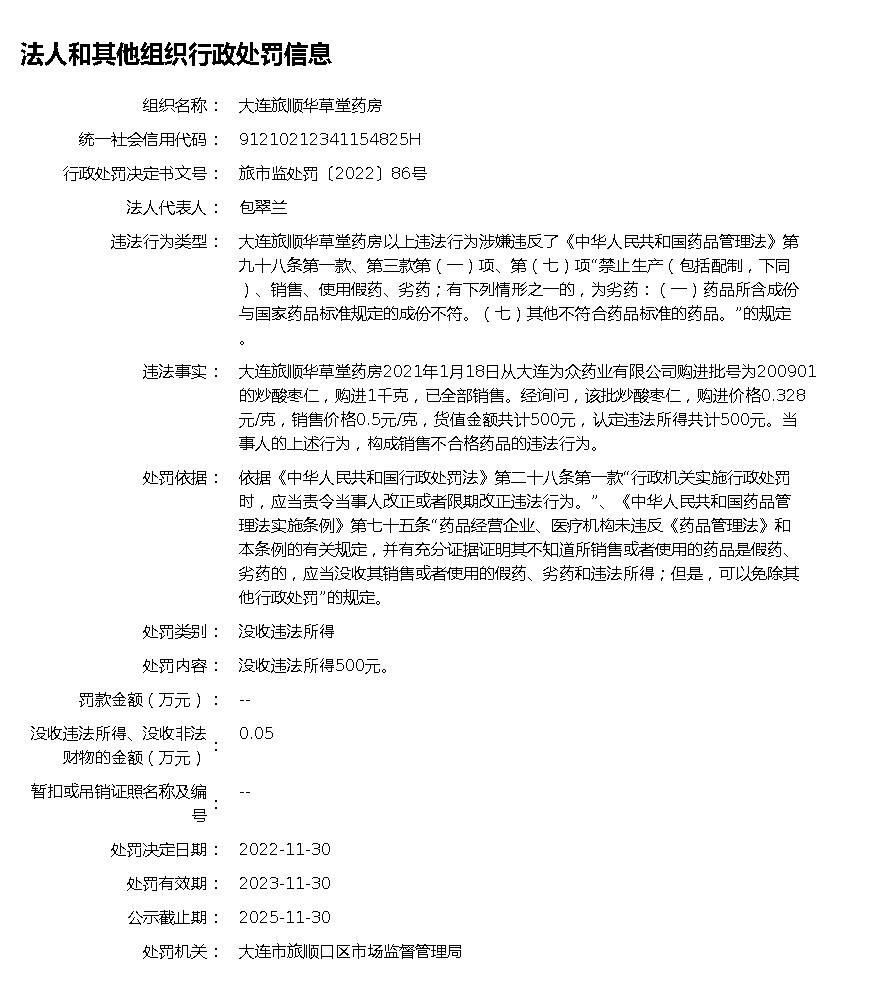 法人和其他组织行政处罚信息
组织名称： 大连旅顺华草堂药房
统一社会信用代码： 91210212341154825H
行政处罚决定书文号： 旅市监处罚〔2022〕86号
法人代表人： 包翠兰
违法行为类型： 大连旅顺华草堂药房以上违法行为涉嫌违反了《中华人民共和国药品管理法》第
九十八条第一款、第三款第（一）项、第（七）项“禁止生产（包括配制，下同
）、销售、使用假药、劣药；有下列情形之一的，为劣药：（一）药品所含成份
与国家药品标准规定的成份不符。（七）其他不符合药品标准的药品。”的规定
。
违法事实： 大连旅顺华草堂药房2021年1月18日从大连为众药业有限公司购进批号为200901
的炒酸枣仁，购进1千克，已全部销售。经询问，该批炒酸枣仁，购进价格0.328
元/克，销售价格0.5元/克，货值金额共计500元，认定违法所得共计500元。当
事人的上述行为，构成销售不合格药品的违法行为。
处罚依据： 依据《中华人民共和国行政处罚法》第二十八条第一款“行政机关实施行政处罚
时，应当责令当事人改正或者限期改正违法行为。”、《中华人民共和国药品管
理法实施条例》第七十五条“药品经营企业、医疗机构未违反《药品管理法》和
本条例的有关规定，并有充分证据证明其不知道所销售或者使用的药品是假药、
劣药的，应当没收其销售或者使用的假药、劣药和违法所得；但是，可以免除其
他行政处罚”的规定。
处罚类别： 没收违法所得
处罚内容： 没收违法所得500元。
罚款金额（万元）： --
没收违法所得、没收非法
财物的金额（万元）： 0.05
暂扣或吊销证照名称及编
号： --
处罚决定日期： 2022-11-30
处罚有效期： 2023-11-30
公示截止期： 2025-11-30
处罚机关： 大连市旅顺口区市场监督管理局